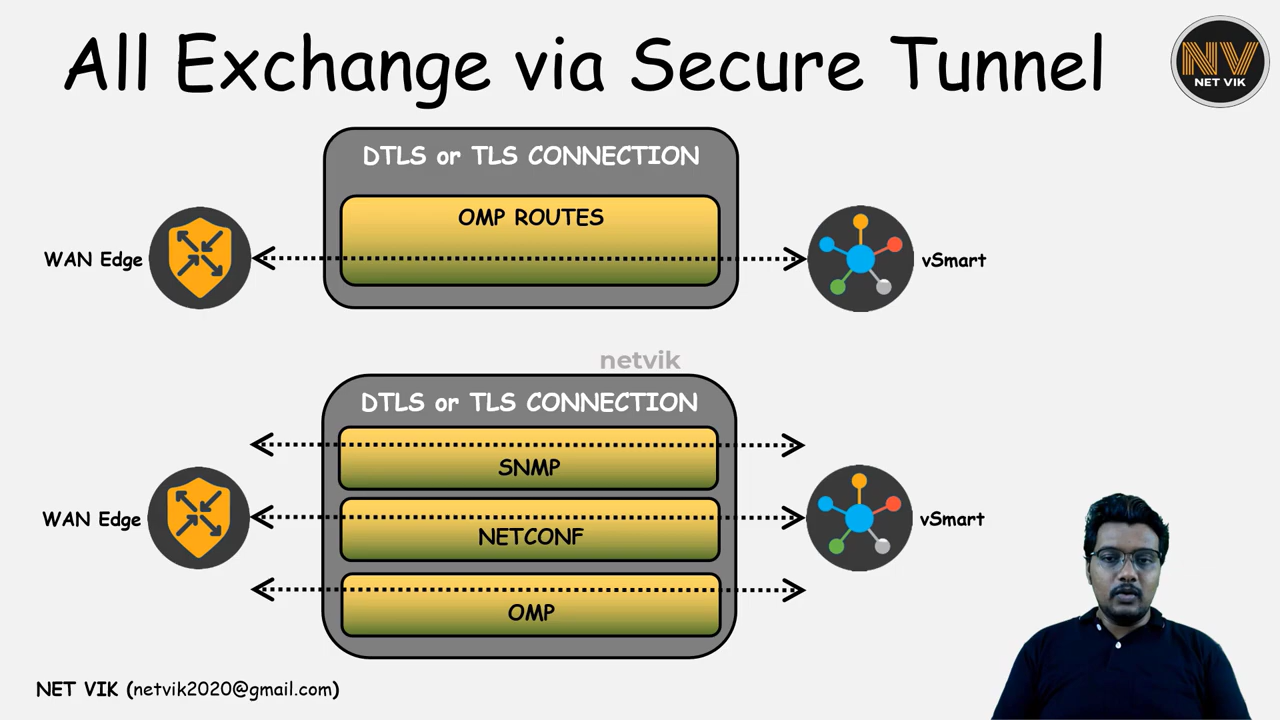 All Exchange via Secure Tunnel
NV
NET VIK
DTLS or TLS CONNECTION
OMP ROUTES
WAN Edge
vSmart
netvik
DTLS or TLS CONNECTION
SNMP
WAN Edge
NETCONF
vSmart
OMP
NET VIK (netvik2020@gmail.com)